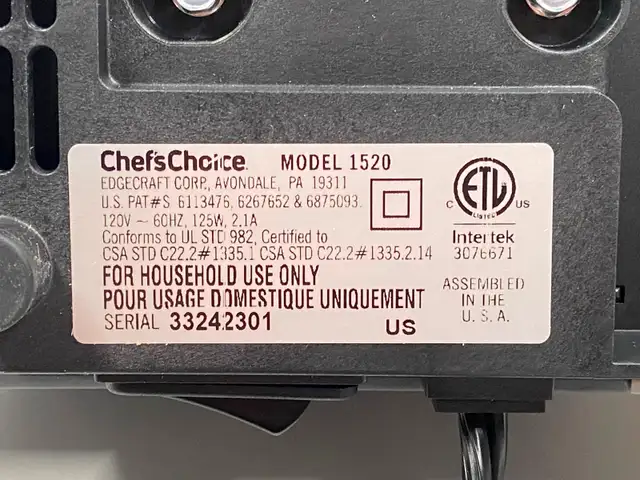 Chef'sChoice. MODEL 1520
EDGECRAFT CORP., AVONDALE, PA 19311
U.S. PAT#S 6113476, 6267652 & 6875093.
120V ~ 60HZ, 125W, 2.1A
Conforms to UL STD 982, Certified to
CSA STD C22.2#1335.1 CSA STD C22.2#1335.2.14
FOR HOUSEHOLD USE ONLY
POUR USAGE DOMESTIQUE UNIQUEMENT
SERIAL 33242301
US
ETL
LISTED
C US
Intertek
3076671
ASSEMBLED
IN THE
U. S. A.